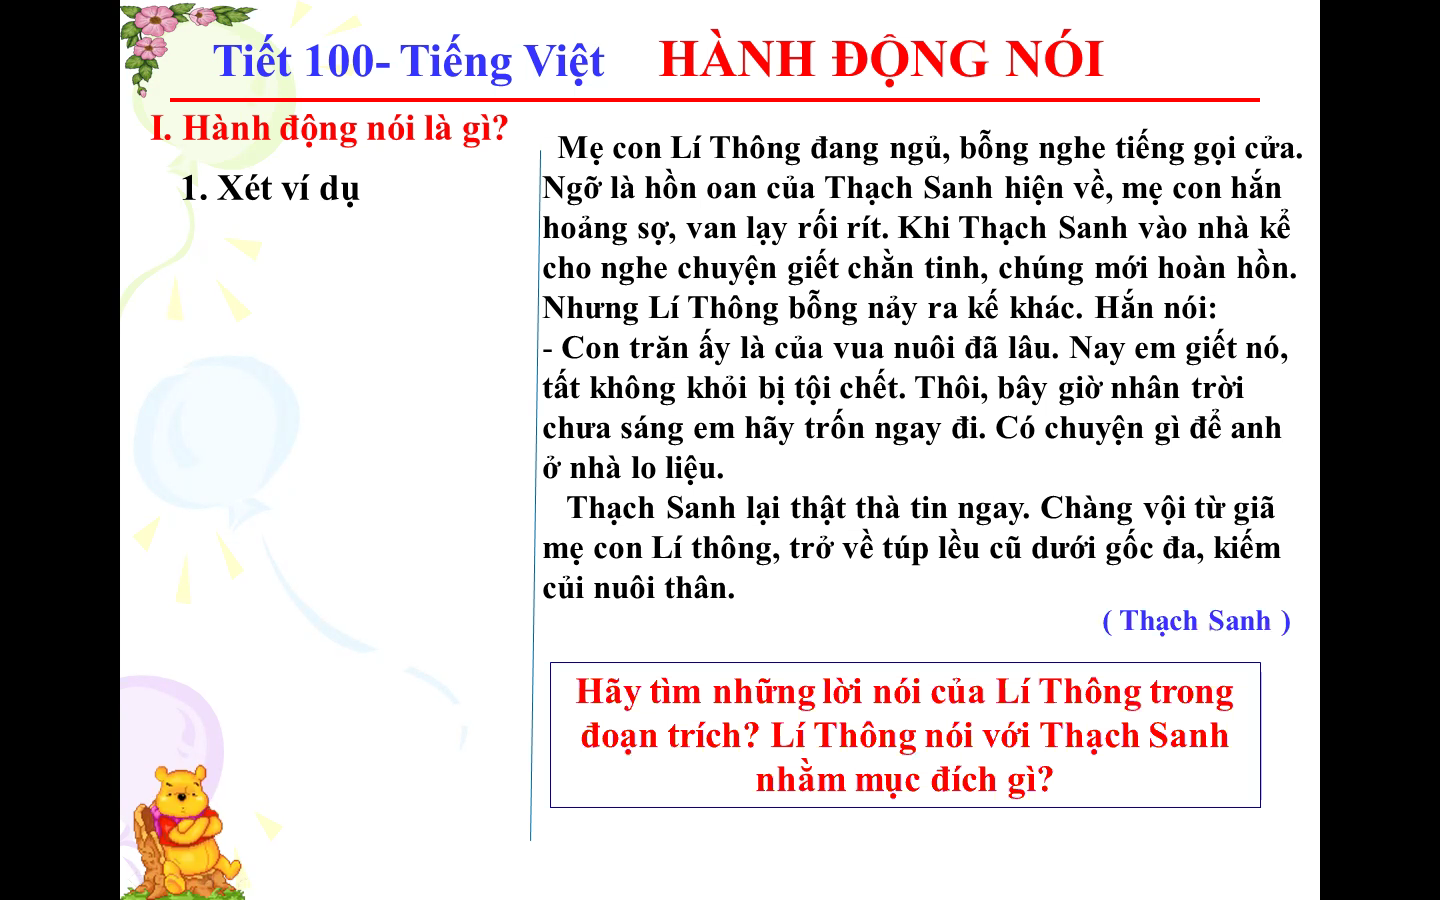 Tiết 100- Tiếng Việt HÀNH ĐỘNG NÓI
I. Hành động nói là gì?
1. Xét ví dụ
Mẹ con Lí Thông đang ngủ, bỗng nghe tiếng gọi cửa.
Ngỡ là hồn oan của Thạch Sanh hiện về, mẹ con hắn
hoảng sợ, van lạy rối rít. Khi Thạch Sanh vào nhà kể
cho nghe chuyện giết chằn tinh, chúng mới hoàn hồn.
Nhưng Lí Thông bỗng nảy ra kế khác. Hắn nói:
- Con trăn ấy là của vua nuôi đã lâu. Nay em giết nó,
tất không khỏi bị tội chết. Thôi, bây giờ nhân trời
chưa sáng em hãy trốn ngay đi. Có chuyện gì để anh
ở nhà lo liệu.
Thạch Sanh lại thật thà tin ngay. Chàng vội từ giã
mẹ con Lí thông, trở về túp lều cũ dưới gốc đa, kiếm
củi nuôi thân.
( Thạch Sanh )
Hãy tìm những lời nói của Lí Thông trong
đoạn trích? Lí Thông nói với Thạch Sanh
nhằm mục đích gì?